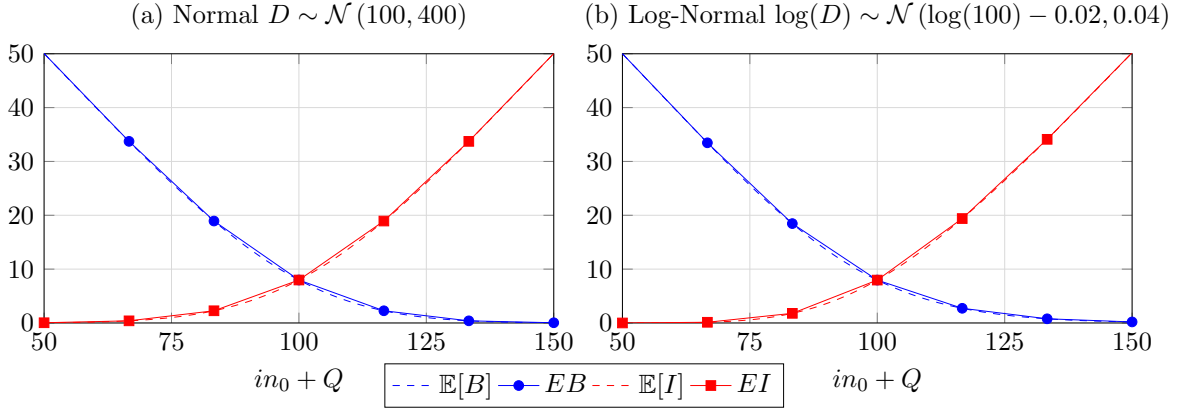 (a) Normal D ∼ 𝒩 (100, 400)
50
40
30
20
10
0
50 75 100 125 150
in₀ + Q
(b) Log-Normal log(D) ∼ 𝒩 (log(100) − 0.02, 0.04)
50
40
30
20
10
0
50 75 100 125 150
in₀ + Q
𝔼[B] EB 𝔼[I] EI